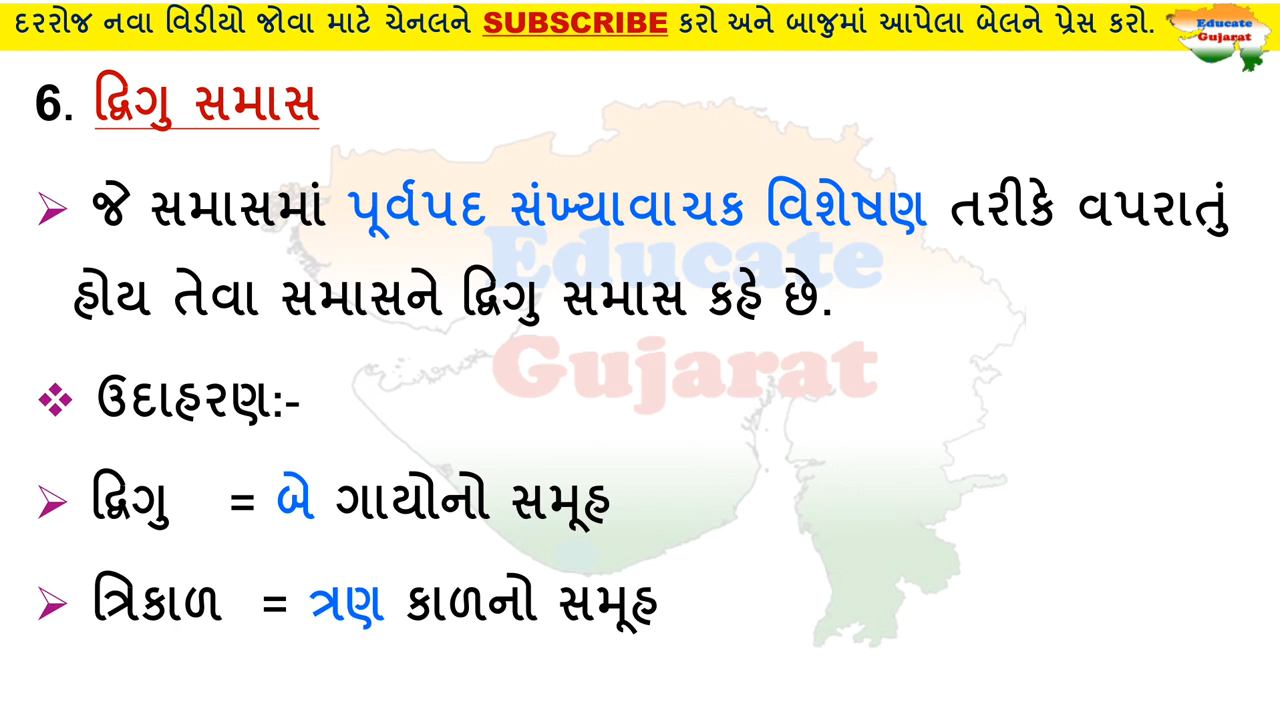 દરરોજ નવા વિડીયો જોવા માટે ચેનલને SUBSCRIBE કરો અને બાજુમાં આપેલા બેલને પ્રેસ કરો.
Educate
Gujarat
6. દ્વિગુ સમાસ
➢ જે સમાસમાં પૂર્વપદ સંખ્યાવાચક વિશેષણ તરીકે વપરાતું
હોય તેવા સમાસને દ્વિગુ સમાસ કહે છે.
Educate
Gujarat
❖ ઉદાહરણ:-
➢ દ્વિગુ = બે ગાયોનો સમૂહ
➢ ત્રિકાળ = ત્રણ કાળનો સમૂહ